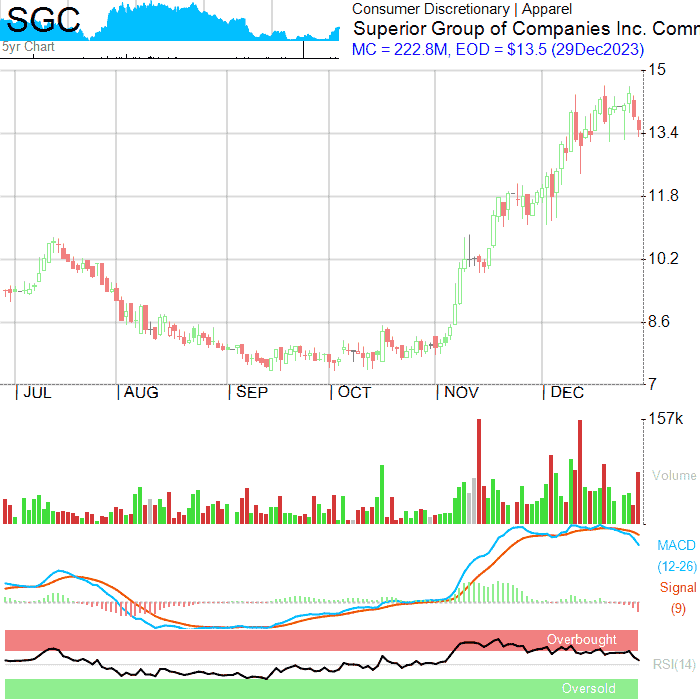 SGC
5yr Chart
Consumer Discretionary | Apparel
Superior Group of Companies Inc. Comm
MC = 222.8M, EOD = $13.5 (29Dec2023)
15
13.4
11.8
10.2
8.6
7
JUL AUG SEP OCT NOV DEC
157k
Volume
MACD
(12-26)
Signal
(9)
Overbought
RSI(14)
Oversold